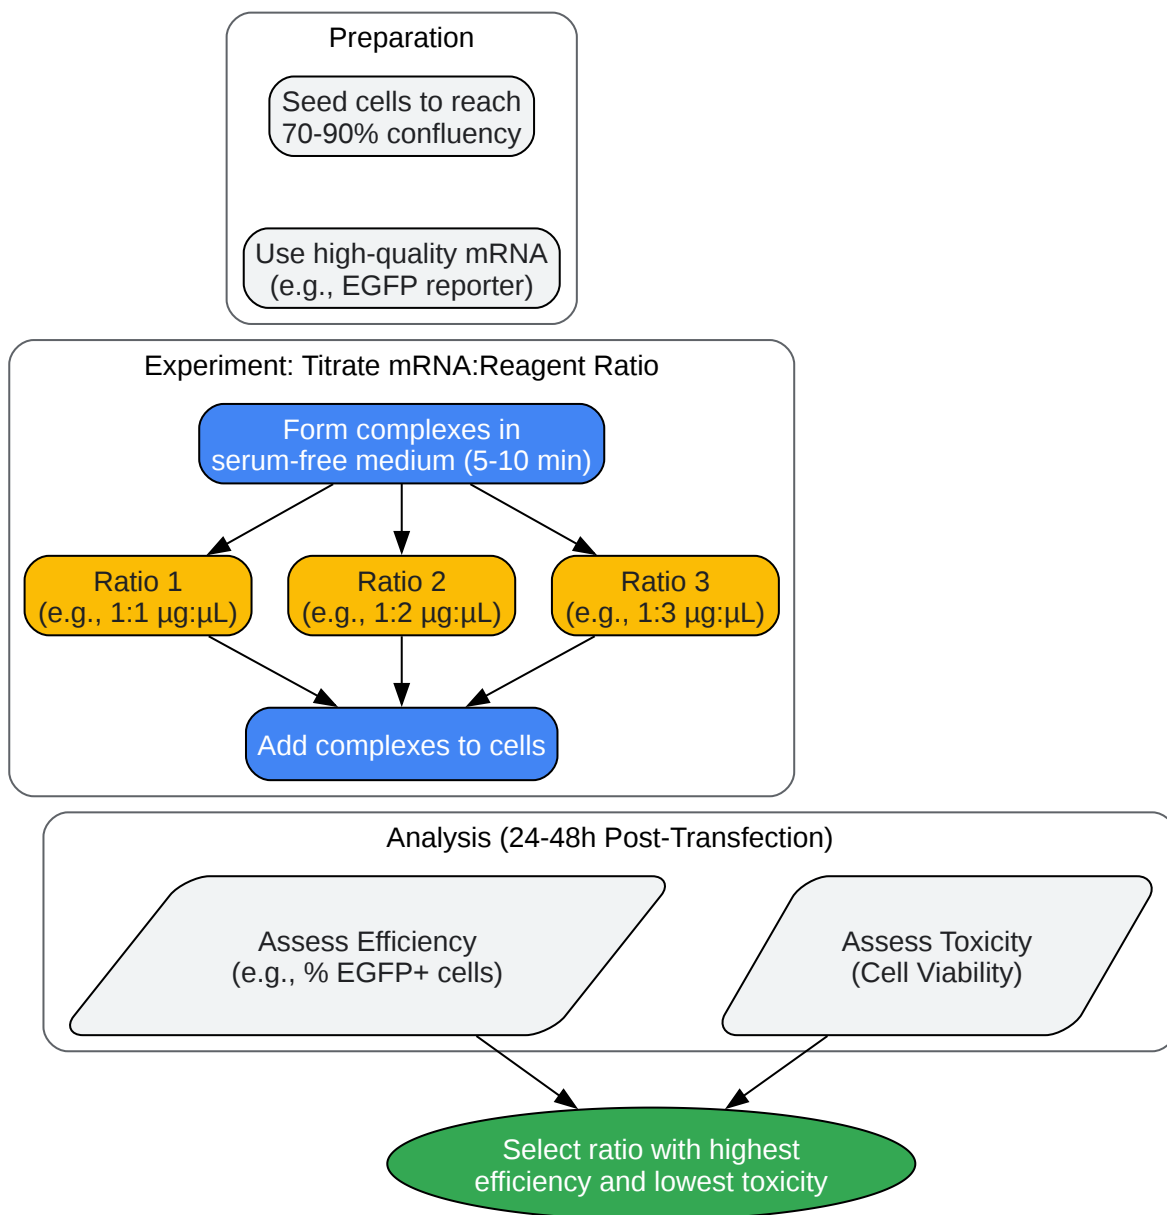 Preparation
Seed cells to reach
70-90% confluency
Use high-quality mRNA
(e.g., EGFP reporter)
Experiment: Titrate mRNA:Reagent Ratio
Form complexes in
serum-free medium (5-10 min)
Ratio 1
(e.g., 1:1 µg:µL)
Ratio 2
(e.g., 1:2 µg:µL)
Ratio 3
(e.g., 1:3 µg:µL)
Add complexes to cells
Analysis (24-48h Post-Transfection)
Assess Efficiency
(e.g., % EGFP+ cells)
Assess Toxicity
(Cell Viability)
Select ratio with highest
efficiency and lowest toxicity